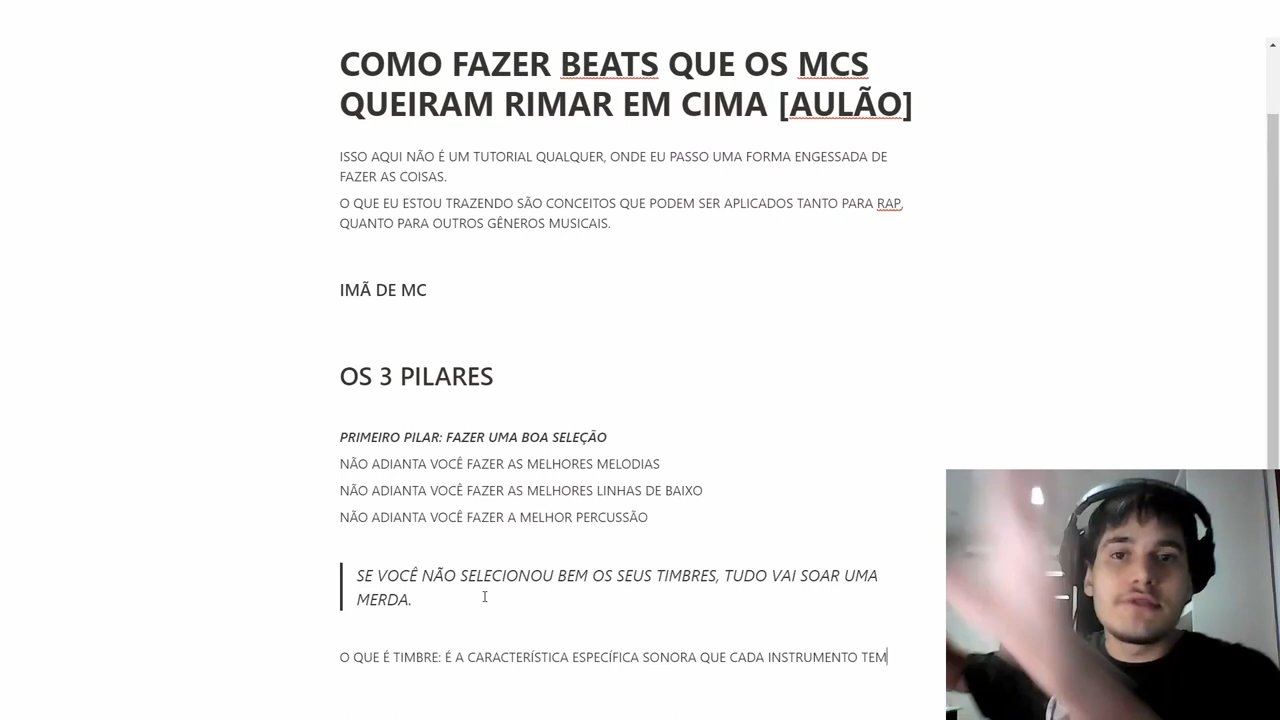 COMO FAZER BEATS QUE OS MCS
QUEIRAM RIMAR EM CIMA [AULÃO]
ISSO AQUI NÃO É UM TUTORIAL QUALQUER, ONDE EU PASSO UMA FORMA ENGESSADA DE
FAZER AS COISAS.
O QUE EU ESTOU TRAZENDO SÃO CONCEITOS QUE PODEM SER APLICADOS TANTO PARA RAP,
QUANTO PARA OUTROS GÊNEROS MUSICAIS.
IMÃ DE MC
OS 3 PILARES
PRIMEIRO PILAR: FAZER UMA BOA SELEÇÃO
NÃO ADIANTA VOCÊ FAZER AS MELHORES MELODIAS
NÃO ADIANTA VOCÊ FAZER AS MELHORES LINHAS DE BAIXO
NÃO ADIANTA VOCÊ FAZER A MELHOR PERCUSSÃO
SE VOCÊ NÃO SELECIONOU BEM OS SEUS TIMBRES, TUDO VAI SOAR UMA
MERDA.
O QUE É TIMBRE: É A CARACTERÍSTICA ESPECÍFICA SONORA QUE CADA INSTRUMENTO TEM